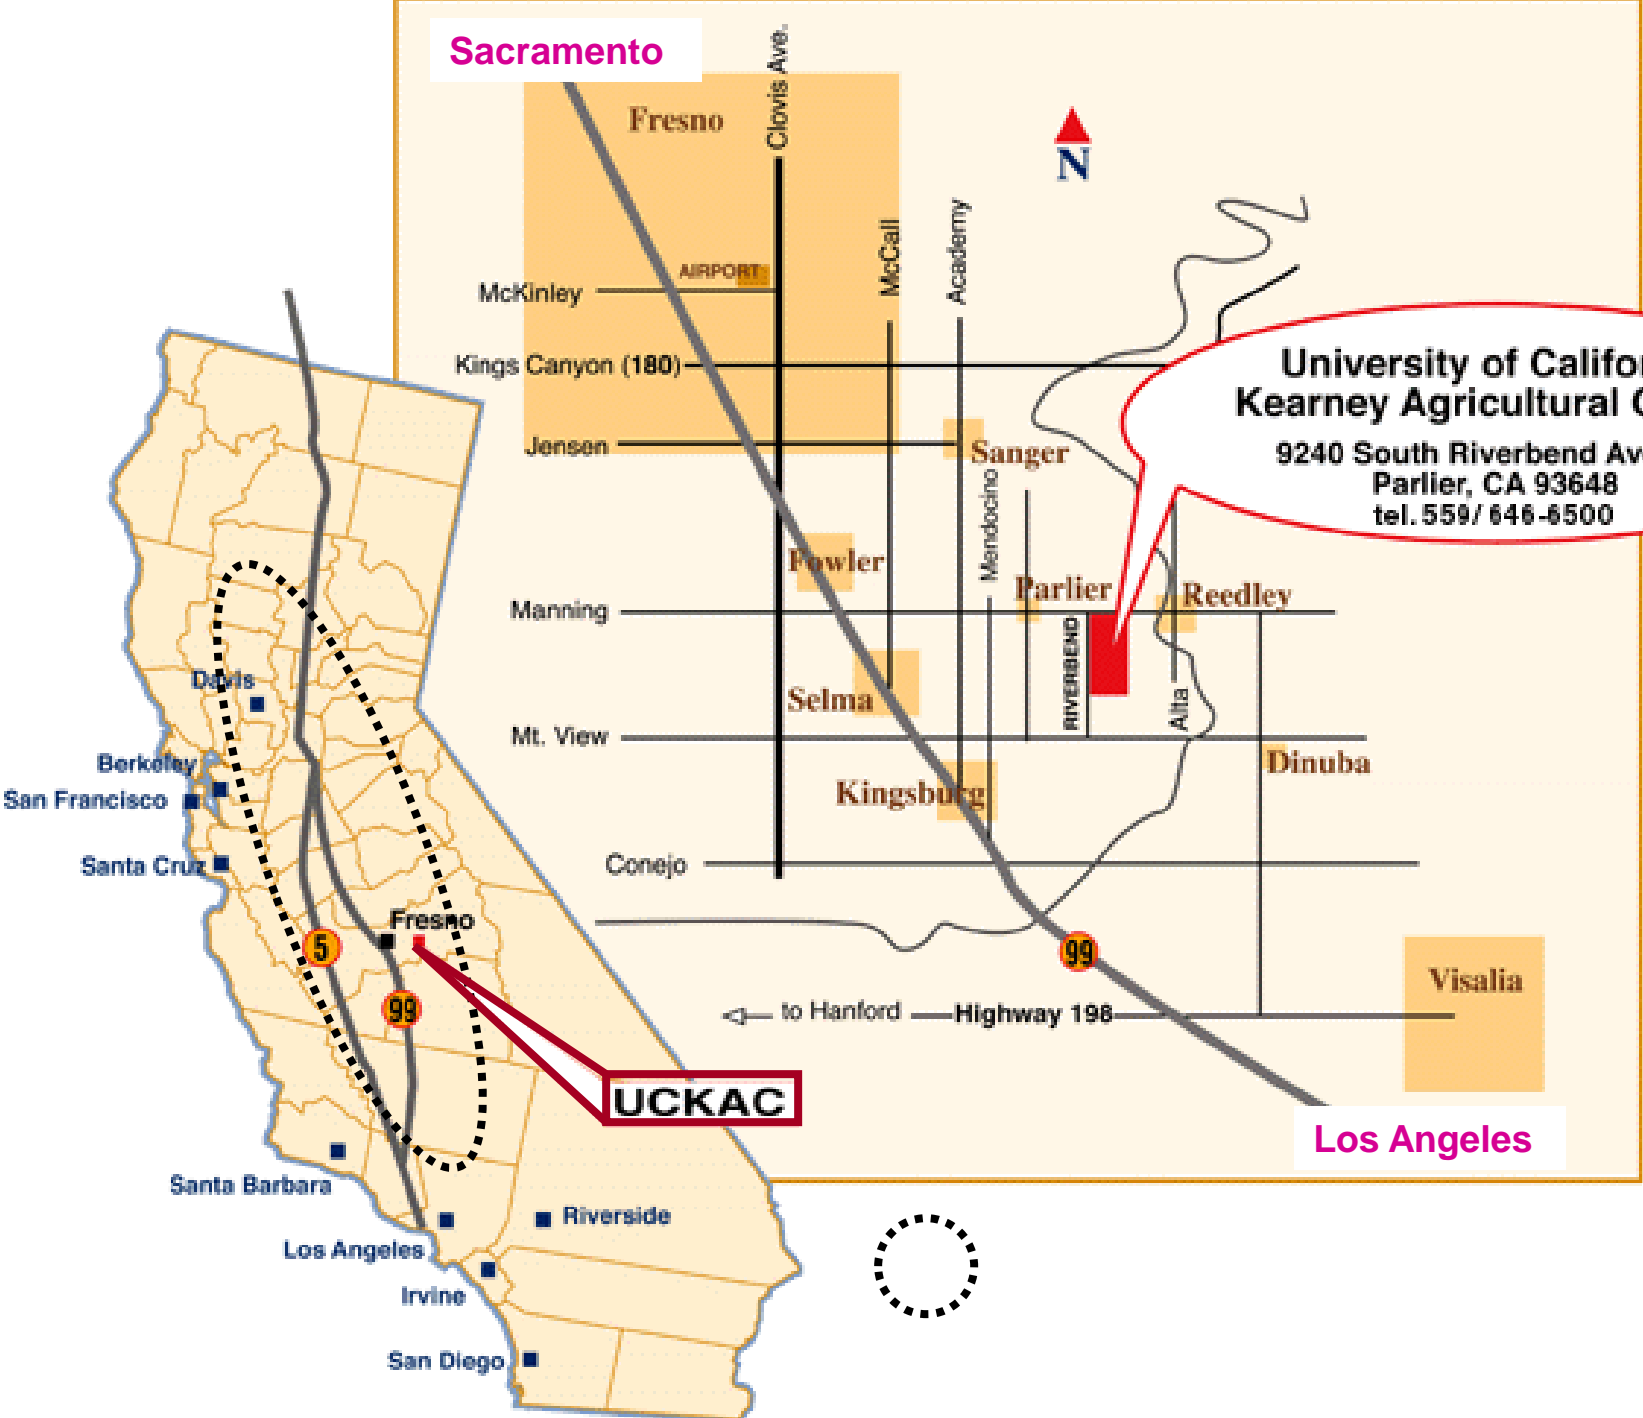 Sacramento
Clovis Ave.
Fresno
N
McCall
Academy
AIRPORT
McKinley
Kings Canyon (180)
University of Califor
Kearney Agricultural C
9240 South Riverbend Av
Parlier, CA 93648
tel. 559/ 646-6500
Jensen
Sanger
Mendocino
Fowler
Parlier
Reedley
Manning
RIVERBEND
Selma
Alta
Mt. View
Dinuba
Kingsburg
Conejo
99
Visalia
to Hanford
Highway 198
Los Angeles
Davis
Berkeley
San Francisco
Santa Cruz
Fresno
5
99
UCKAC
Santa Barbara
Riverside
Los Angeles
Irvine
San Diego